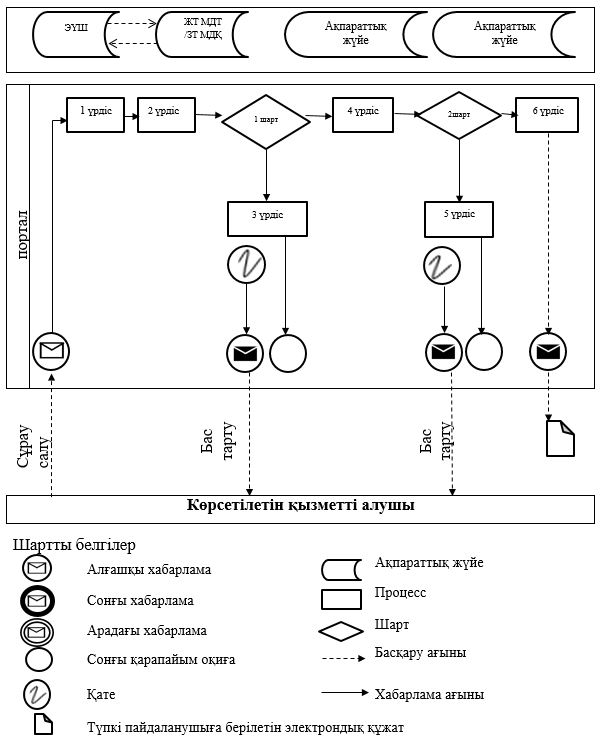 ЭҮШ
ЖТ МДТ
/ЗТ МДҚ
Ақпараттық
жүйе
Ақпараттық
жүйе
портал
1 үрдіс
2 үрдіс
1 шарт
4 үрдіс
2шарт
6 үрдіс
3 үрдіс
5 үрдіс
Сұрау
салу
Бас
тарту
Бас
тарту
Көрсетілетін қызметті алушы
Шартты белгілер
Алғашқы хабарлама
Сонғы хабарлама
Арадағы хабарлама
Сонғы қарапайым оқиға
Қате
Түпкі пайдаланушыға берілетін электрондық құжат
Ақпараттық жүйе
Процесс
Шарт
Басқару ағыны
Хабарлама ағыны